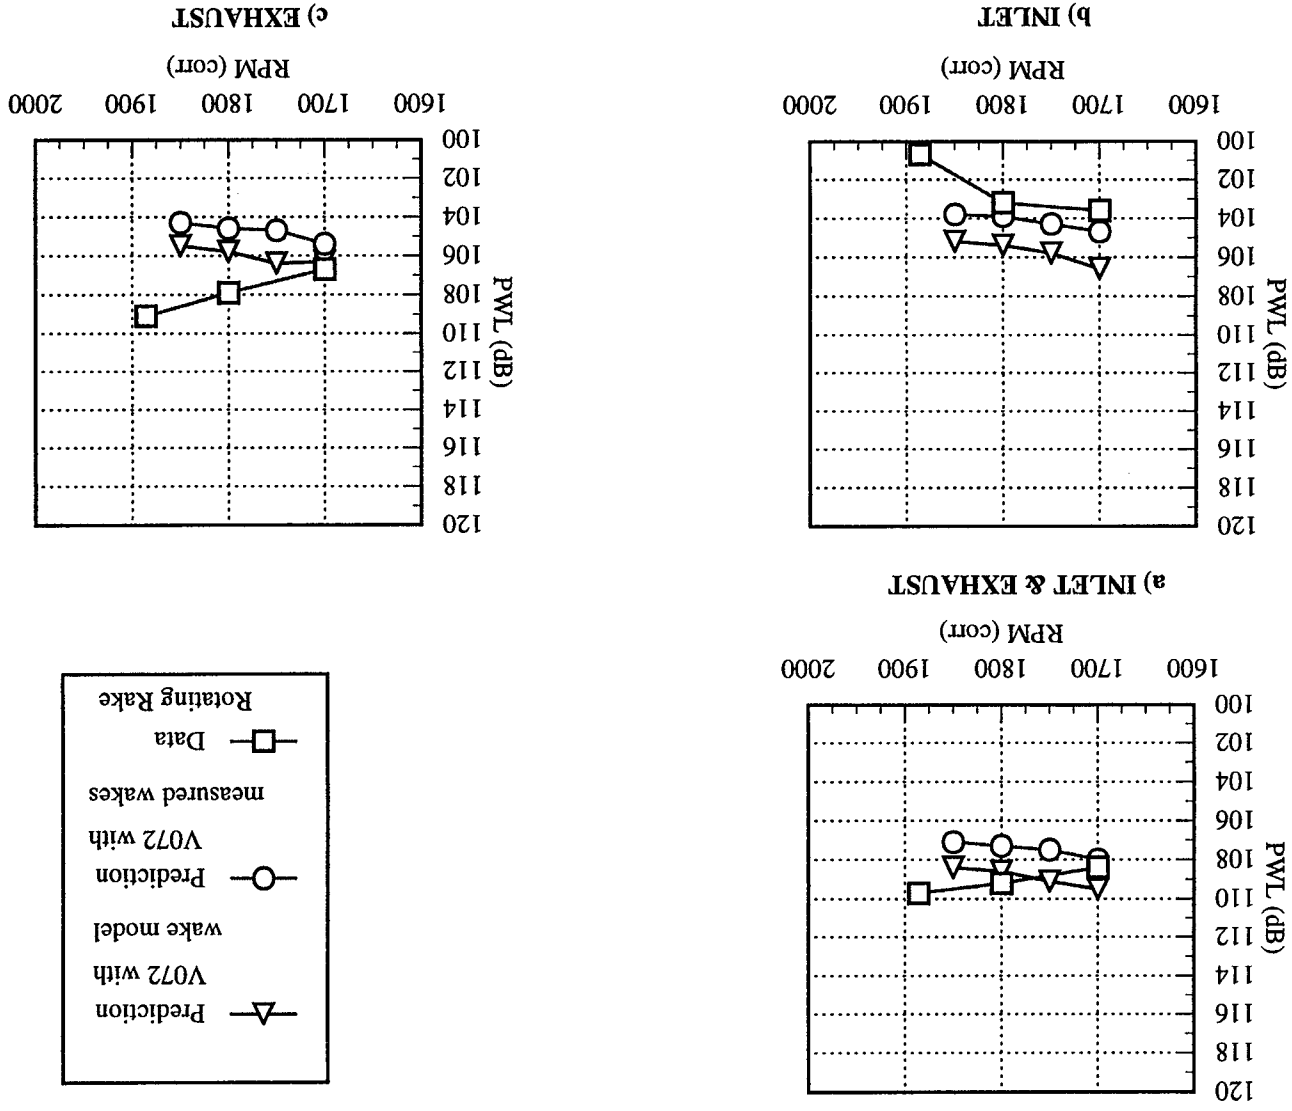 120
118
116
114
112
110
108
106
104
102
100
PWL (dB)
1600 1700 1800 1900 2000
RPM (corr)
a) INLET & EXHAUST
Prediction
V072 with
wake model
Prediction
V072 with
measured wakes
Data
Rotating Rake
120
118
116
114
112
110
108
106
104
102
100
PWL (dB)
1600 1700 1800 1900 2000
RPM (corr)
b) INLET
120
118
116
114
112
110
108
106
104
102
100
PWL (dB)
1600 1700 1800 1900 2000
RPM (corr)
c) EXHAUST